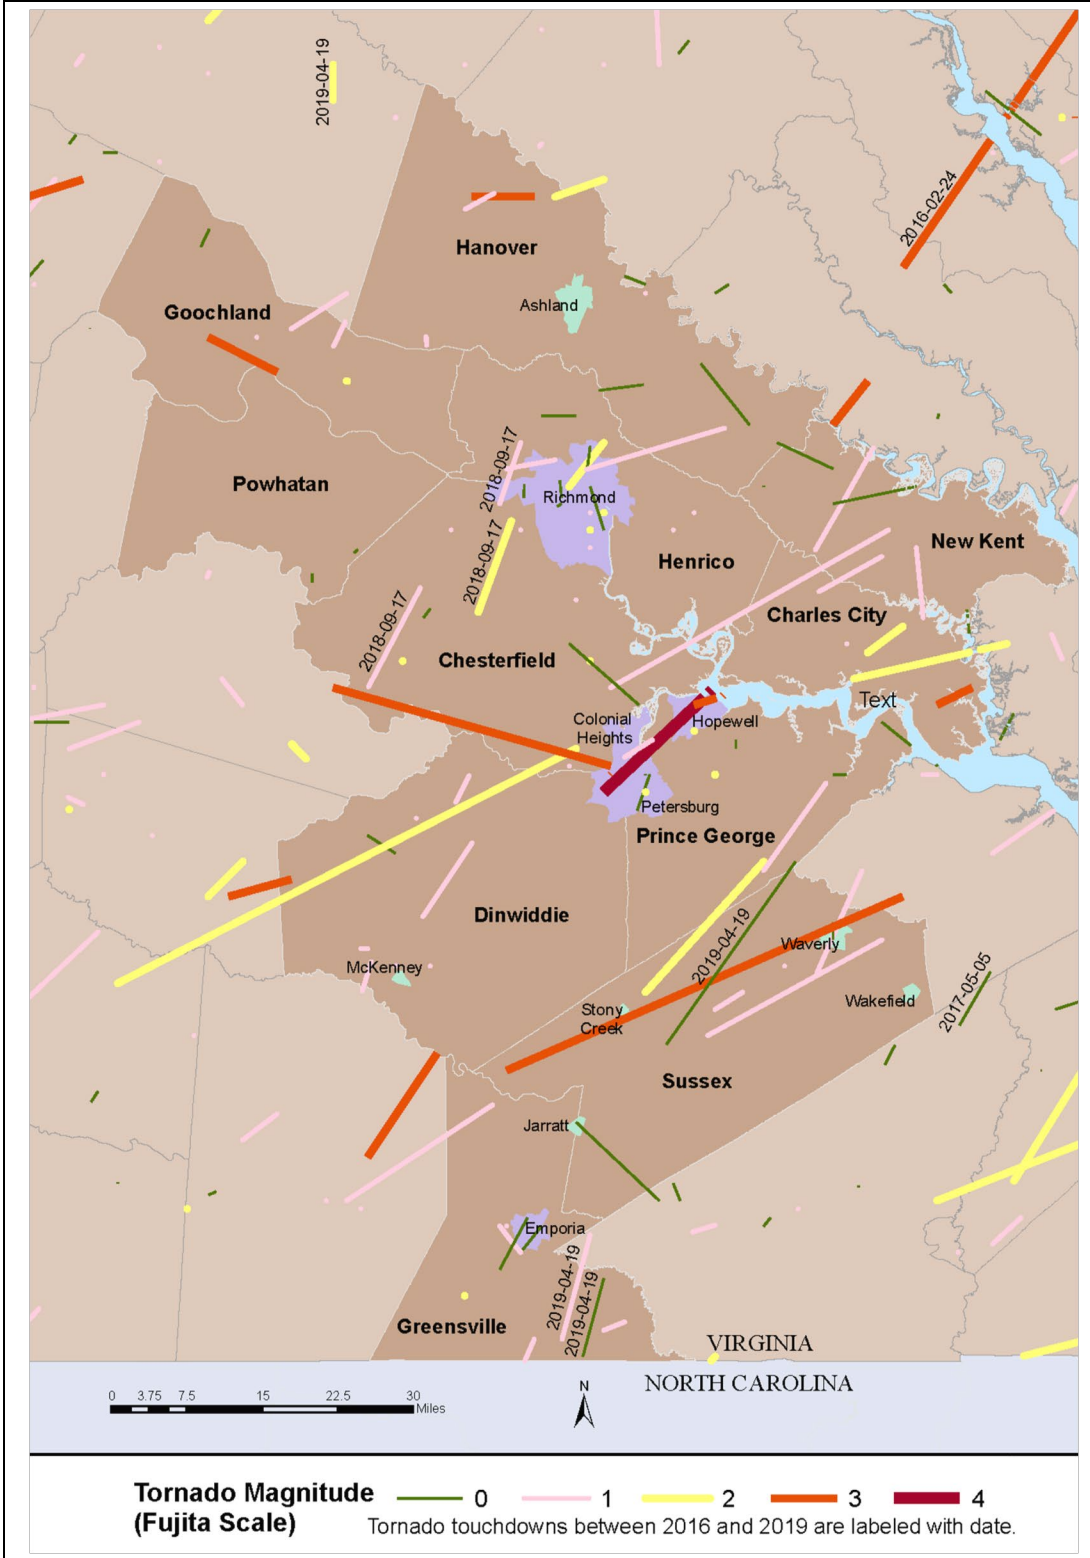 2019-04-19
2016-02-24
Hanover
Ashland
Goochland
2018-09-17
Powhatan
Richmond
2018-09-17
New Kent
Henrico
2018-09-17
Charles City
Chesterfield
Text
Colonial
Heights
Hopewell
Petersburg
Prince George
Dinwiddie
2019-04-19
Waverly
McKenney
2017-05-05
Wakefield
Stony
Creek
Sussex
Jarratt
Emporia
2019-04-19
2019-04-19
Greensville
VIRGINIA
NORTH CAROLINA
0 3.75 7.5 15 22.5 30
Miles
N
Tornado Magnitude
(Fujita Scale)
0 1 2 3 4
Tornado touchdowns between 2016 and 2019 are labeled with date.